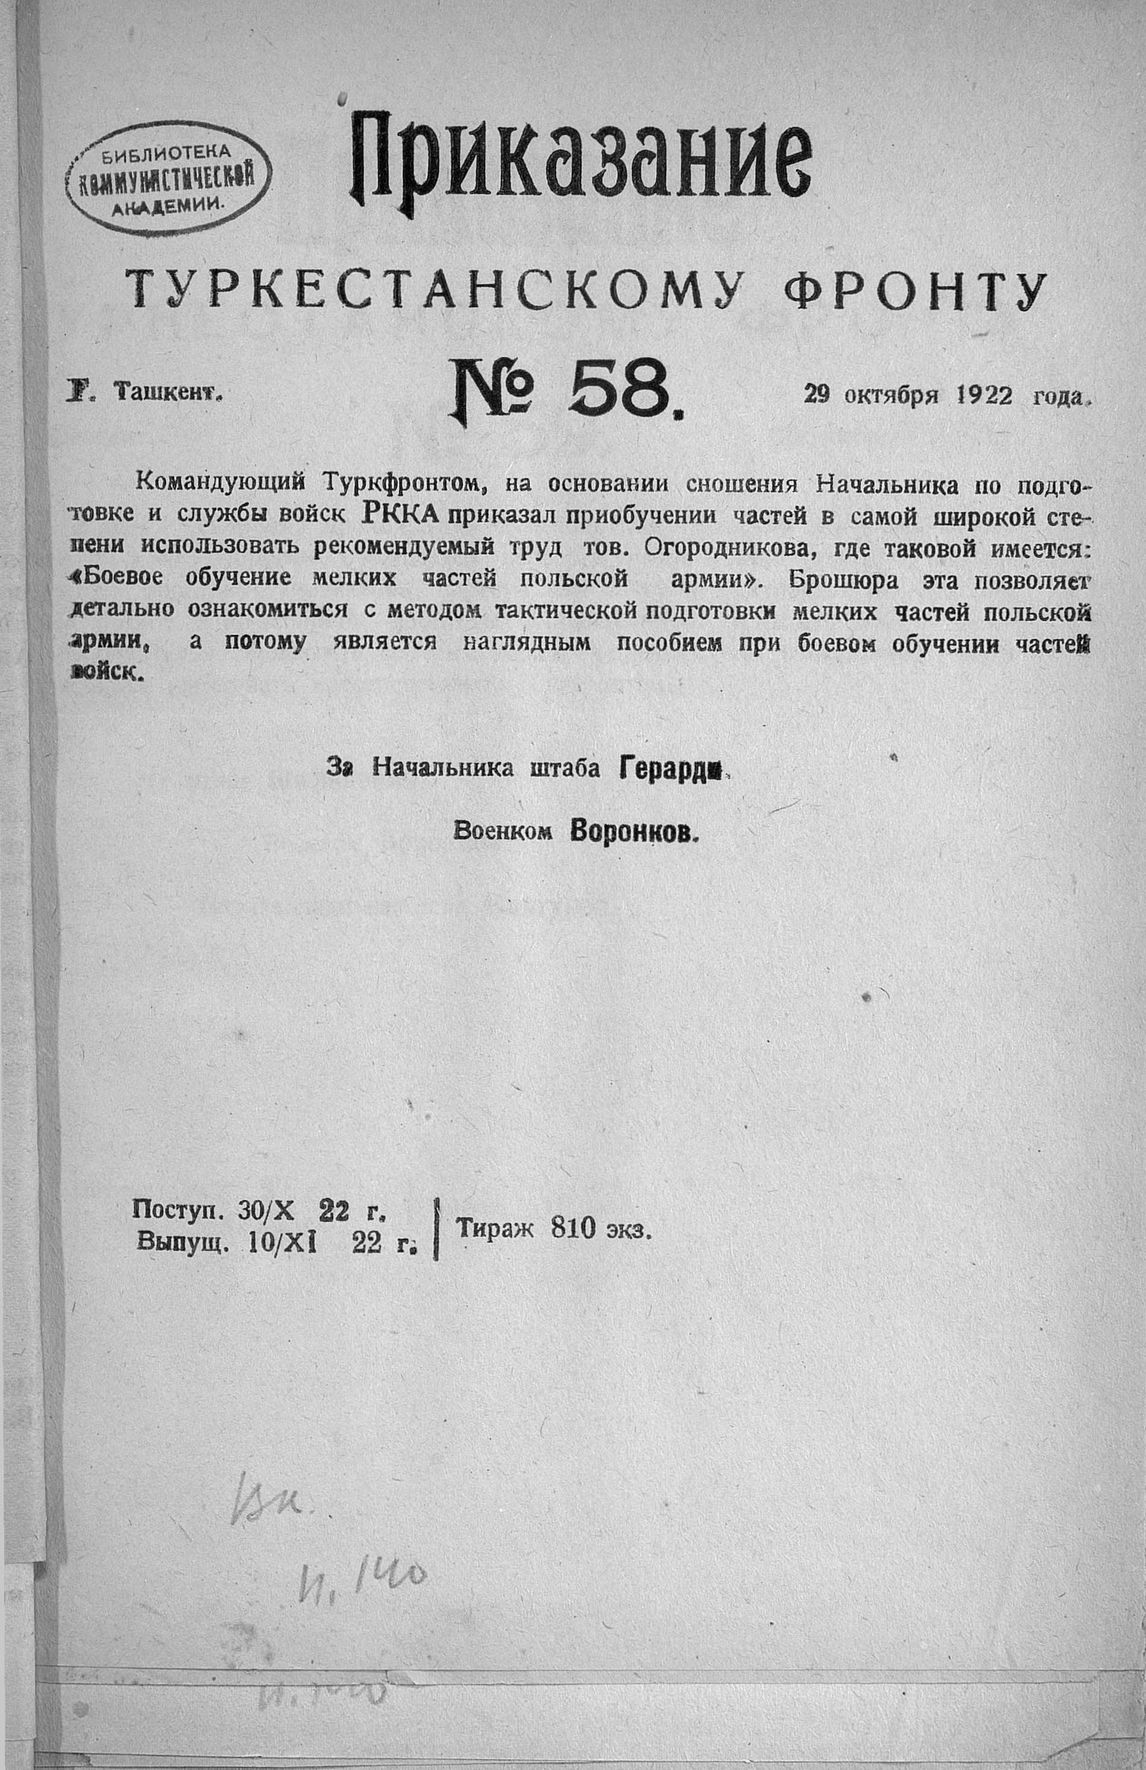 БИБЛИОТЕКА
КОММУНИСТИЧЕСКОЙ
АКАДЕМИИ.
Приказание
ТУРКЕСТАНСКОМУ ФРОНТУ
Г. Ташкент.
№ 58.
29 октября 1922 года.
Командующий Туркфронтом, на основании сношения Начальника по подго-
товке и службы войск РККА приказал приобучении частей в самой широкой сте-
пени использовать рекомендуемый труд тов. Огородникова, где таковой имеется:
«Боевое обучение мелких частей польской армии». Брошюра эта позволяет
детально ознакомиться с методом тактической подготовки мелких частей польской
армии, а потому является наглядным пособием при боевом обучении частей
войск.
За Начальника штаба Герарди.
Военком Воронков.
Поступ. 30/X 22 г.
Выпущ. 10/XI 22 г.
Тираж 810 экз.
Вк.
н. 140
н. 140